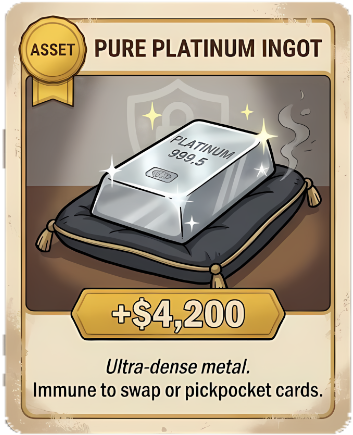 ASSET
PURE PLATINUM INGOT
PLATINUM
999.5
+$4,200
Ultra-dense metal.
Immune to swap or pickpocket cards.